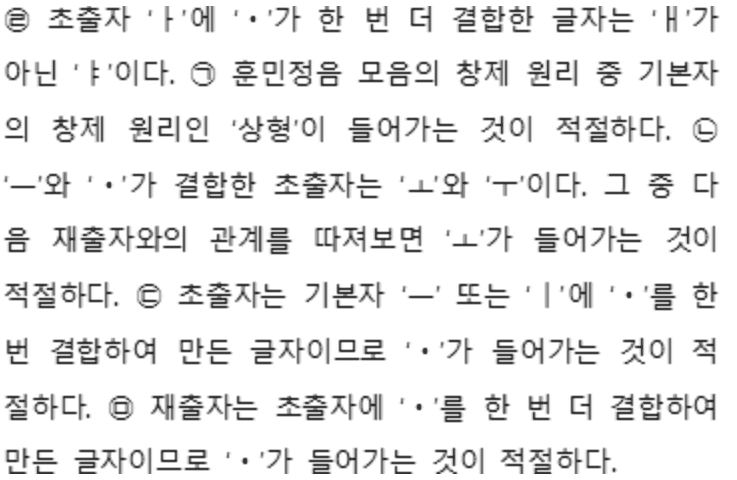 ㉣ 초출자 'ㅏ'에 '·'가 한 번 더 결합한 글자는 'ㅐ'가
아닌 'ㅑ'이다. ㉠ 훈민정음 모음의 창제 원리 중 기본자
의 창제 원리인 '상형'이 들어가는 것이 적절하다. ㉡
'ㅡ'와 '·'가 결합한 초출자는 'ㅗ'와 'ㅜ'이다. 그 중 다
음 재출자와의 관계를 따져보면 'ㅗ'가 들어가는 것이
적절하다. ㉢ 초출자는 기본자 'ㅡ' 또는 'ㅣ'에 '·'를 한
번 결합하여 만든 글자이므로 '·'가 들어가는 것이 적
절하다. ㉤ 재출자는 초출자에 '·'를 한 번 더 결합하여
만든 글자이므로 '·'가 들어가는 것이 적절하다.